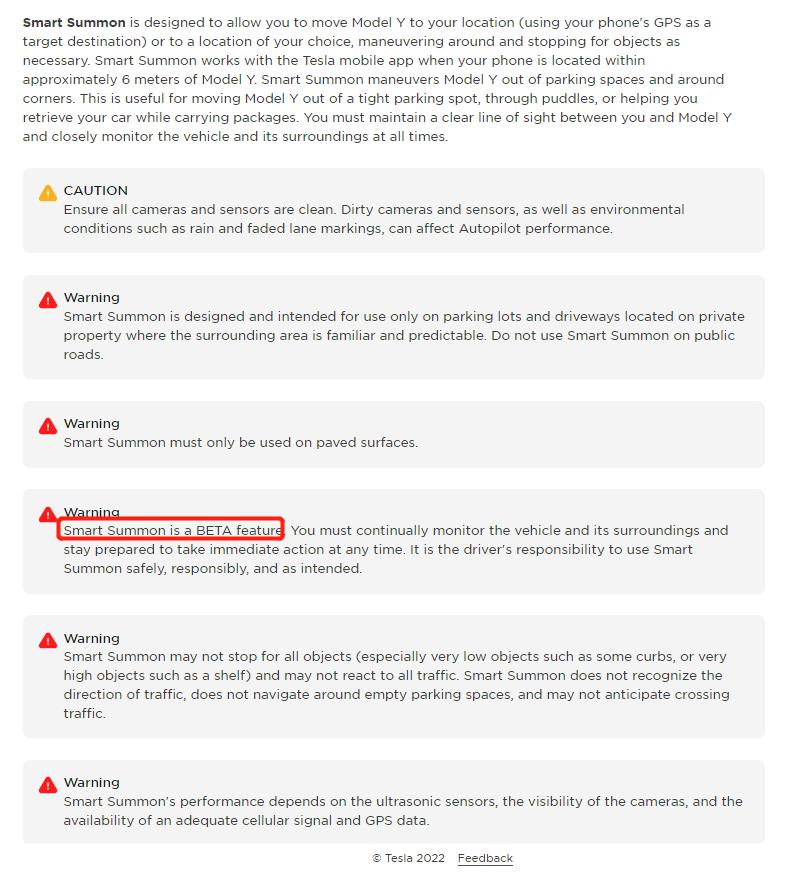 Smart Summon is designed to allow you to move Model Y to your location (using your phone's GPS as a
target destination) or to a location of your choice, maneuvering around and stopping for objects as
necessary. Smart Summon works with the Tesla mobile app when your phone is located within
approximately 6 meters of Model Y. Smart Summon maneuvers Model Y out of parking spaces and around
corners. This is useful for moving Model Y out of a tight parking spot, through puddles, or helping you
retrieve your car while carrying packages. You must maintain a clear line of sight between you and Model Y
and closely monitor the vehicle and its surroundings at all times.
CAUTION
Ensure all cameras and sensors are clean. Dirty cameras and sensors, as well as environmental
conditions such as rain and faded lane markings, can affect Autopilot performance.
Warning
Smart Summon is designed and intended for use only on parking lots and driveways located on private
property where the surrounding area is familiar and predictable. Do not use Smart Summon on public
roads.
Warning
Smart Summon must only be used on paved surfaces.
Warning
Smart Summon is a BETA feature. You must continually monitor the vehicle and its surroundings and
stay prepared to take immediate action at any time. It is the driver's responsibility to use Smart
Summon safely, responsibly, and as intended.
Warning
Smart Summon may not stop for all objects (especially very low objects such as some curbs, or very
high objects such as a shelf) and may not react to all traffic. Smart Summon does not recognize the
direction of traffic, does not navigate around empty parking spaces, and may not anticipate crossing
traffic.
Warning
Smart Summon's performance depends on the ultrasonic sensors, the visibility of the cameras, and the
availability of an adequate cellular signal and GPS data.
© Tesla 2022 Feedback